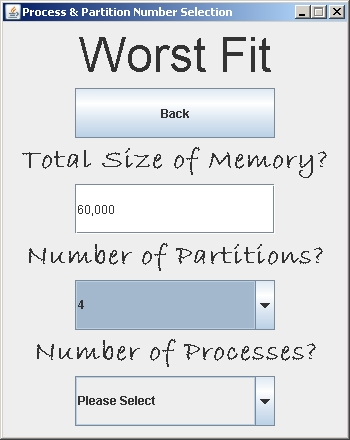 Process & Partition Number Selection
Worst Fit
Back
Total Size of Memory?
60,000
Number of Partitions?
4
Number of Processes?
Please Select